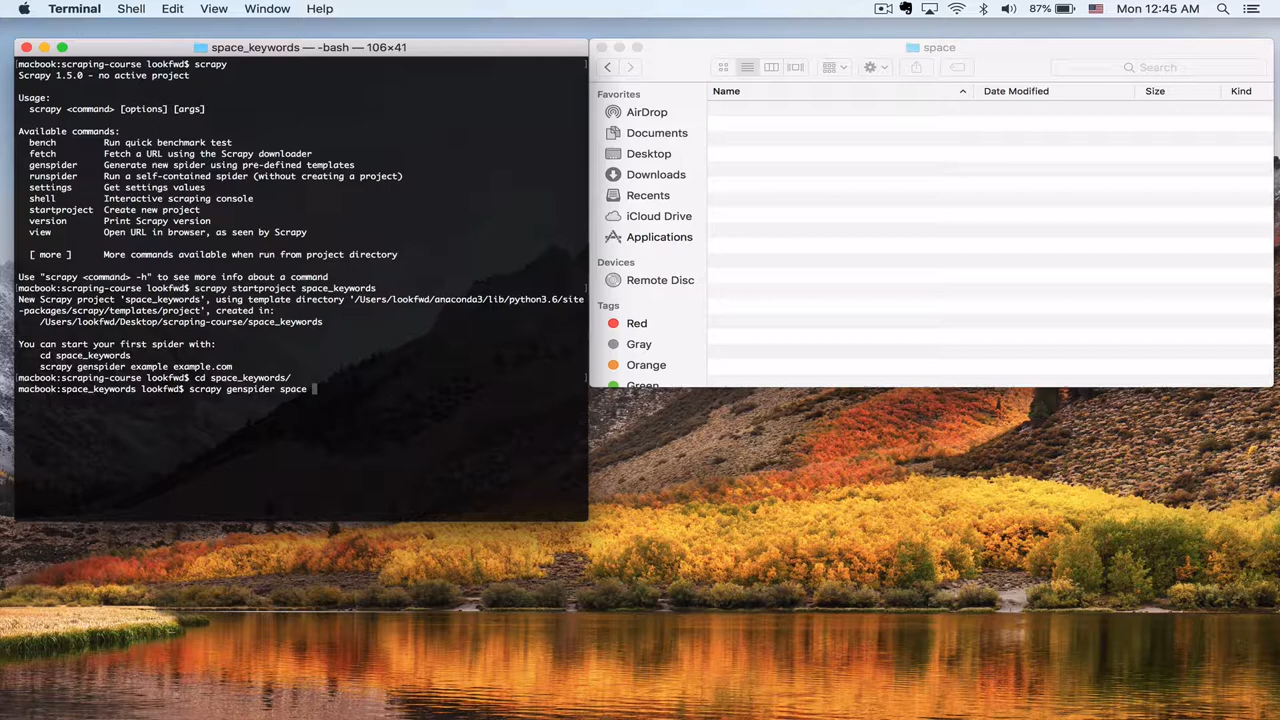 Terminal Shell Edit View Window Help 87% Mon 12:45 AM
space_keywords — -bash — 106×41
macbook:scraping-course lookfwd$ scrapy
Scrapy 1.5.0 - no active project
Usage:
scrapy <command> [options] [args]
Available commands:
bench Run quick benchmark test
fetch Fetch a URL using the Scrapy downloader
genspider Generate new spider using pre-defined templates
runspider Run a self-contained spider (without creating a project)
settings Get settings values
shell Interactive scraping console
startproject Create new project
version Print Scrapy version
view Open URL in browser, as seen by Scrapy
[ more ] More commands available when run from project directory
Use "scrapy <command> -h" to see more info about a command
macbook:scraping-course lookfwd$ scrapy startproject space_keywords
New Scrapy project 'space_keywords', using template directory '/Users/lookfwd/anaconda3/lib/python3.6/site
-packages/scrapy/templates/project', created in:
/Users/lookfwd/Desktop/scraping-course/space_keywords
You can start your first spider with:
cd space_keywords
scrapy genspider example example.com
macbook:scraping-course lookfwd$ cd space_keywords/
macbook:space_keywords lookfwd$ scrapy genspider space
space
Search
Name Date Modified Size Kind
Favorites
AirDrop
Documents
Desktop
Downloads
Recents
iCloud Drive
Applications
Devices
Remote Disc
Tags
Red
Gray
Orange
Green